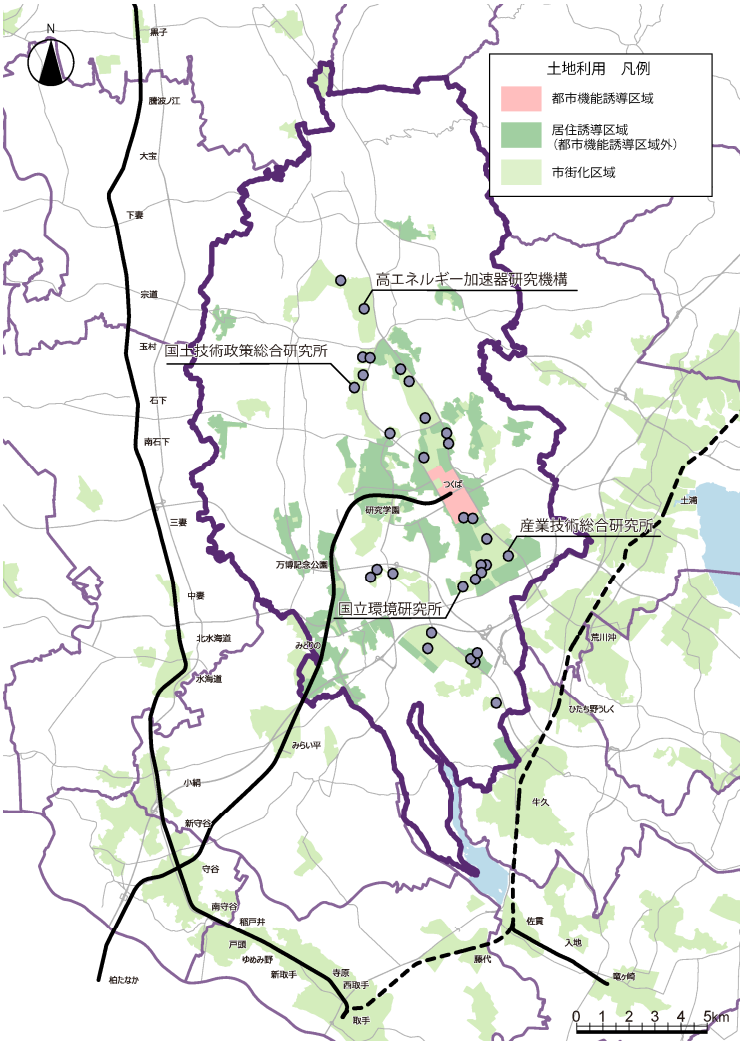 N
黒子
騰波ノ江
大宝
下妻
宗道
玉村
石下
南石下
三妻
中妻
北水海道
水海道
小絹
新守谷
守谷
南守谷
稲戸井
戸頭
ゆめみ野
新取手
寺原
西取手
取手
柏たなか
土地利用 凡例
都市機能誘導区域
居住誘導区域
(都市機能誘導区域外)
市街化区域
高エネルギー加速器研究機構
国土技術政策総合研究所
つくば
研究学園
万博記念公園
産業技術総合研究所
国立環境研究所
みどりの
みらい平
土浦
荒川沖
ひたち野うしく
牛久
佐貫
入地
竜ヶ崎
藤代
0 1 2 3 4 5km